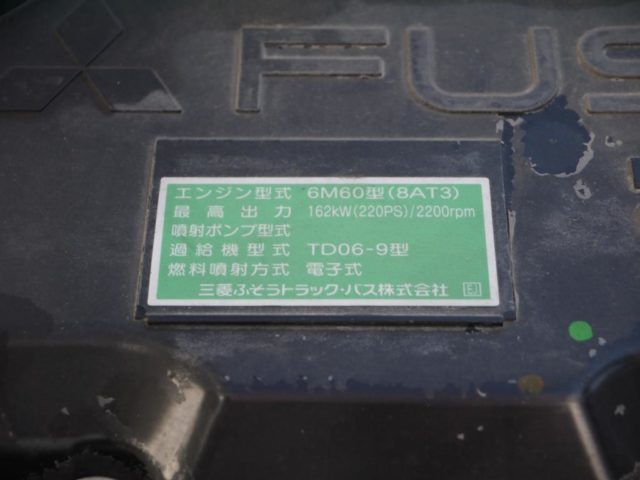 FUS
エンジン型式 6M60型(8AT3)
最高出力 162kW(220PS)/2200rpm
噴射ポンプ型式
過給機型式 TD06-9型
燃料噴射方式 電子式
三菱ふそうトラック・バス株式会社 EJ